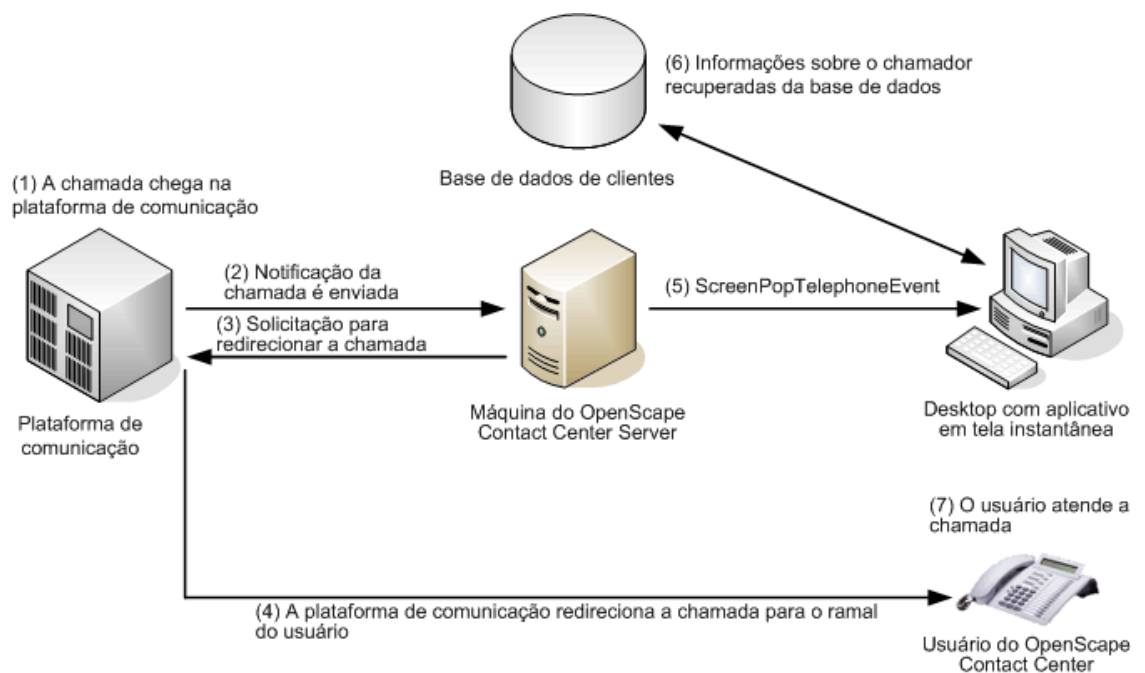 (6) Informações sobre o chamador
recuperadas da base de dados
Base de dados de clientes
(1) A chamada chega na
plataforma de comunicação
(2) Notificação da
chamada é enviada
(3) Solicitação para
redirecionar a chamada
(5) ScreenPopTelephoneEvent
Plataforma de
comunicação
Máquina do OpenScape
Contact Center Server
Desktop com aplicativo
em tela instantânea
(7) O usuário atende a
chamada
(4) A plataforma de comunicação redireciona a chamada para o ramal
do usuário
Usuário do OpenScape
Contact Center